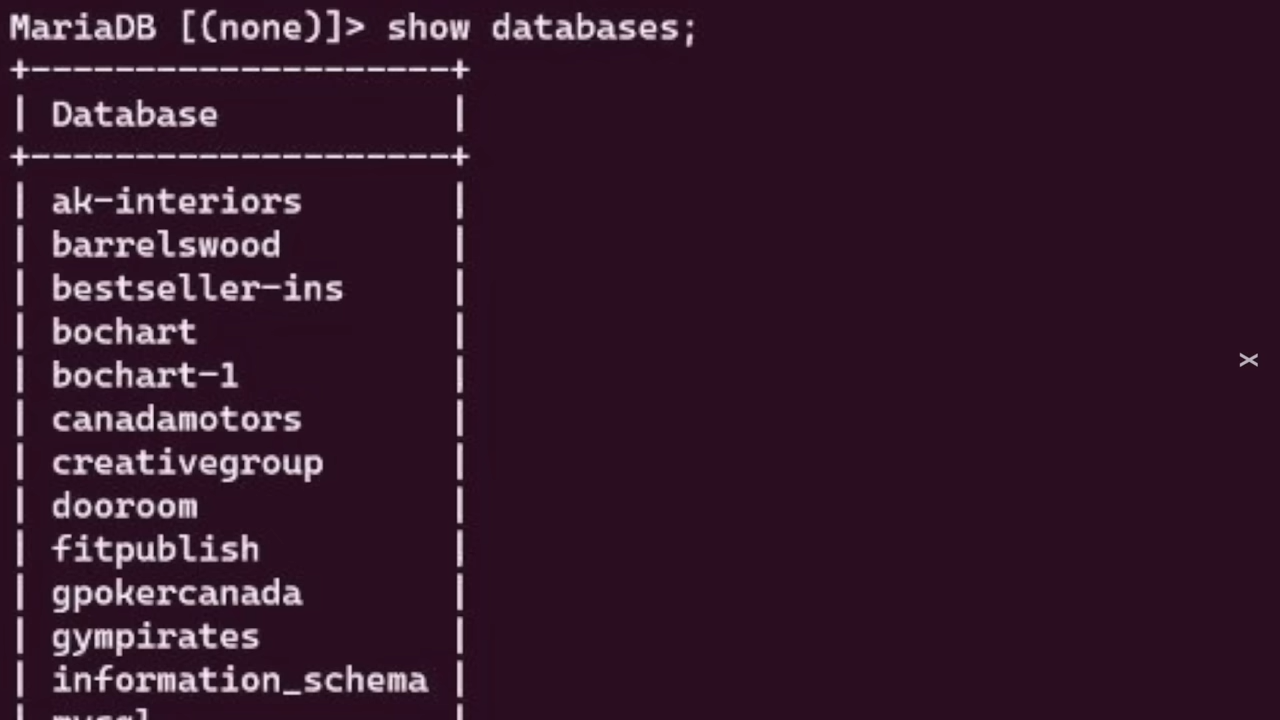 MariaDB [(none)]> show databases;
+--------------------+
| Database           |
+--------------------+
| ak-interiors       |
| barrelswood        |
| bestseller-ins     |
| bochart            |
| bochart-1          |
| canadamotors       |
| creativegroup      |
| dooroom            |
| fitpublish         |
| gpokercanada       |
| gympirates         |
| information_schema |
| mysql              |